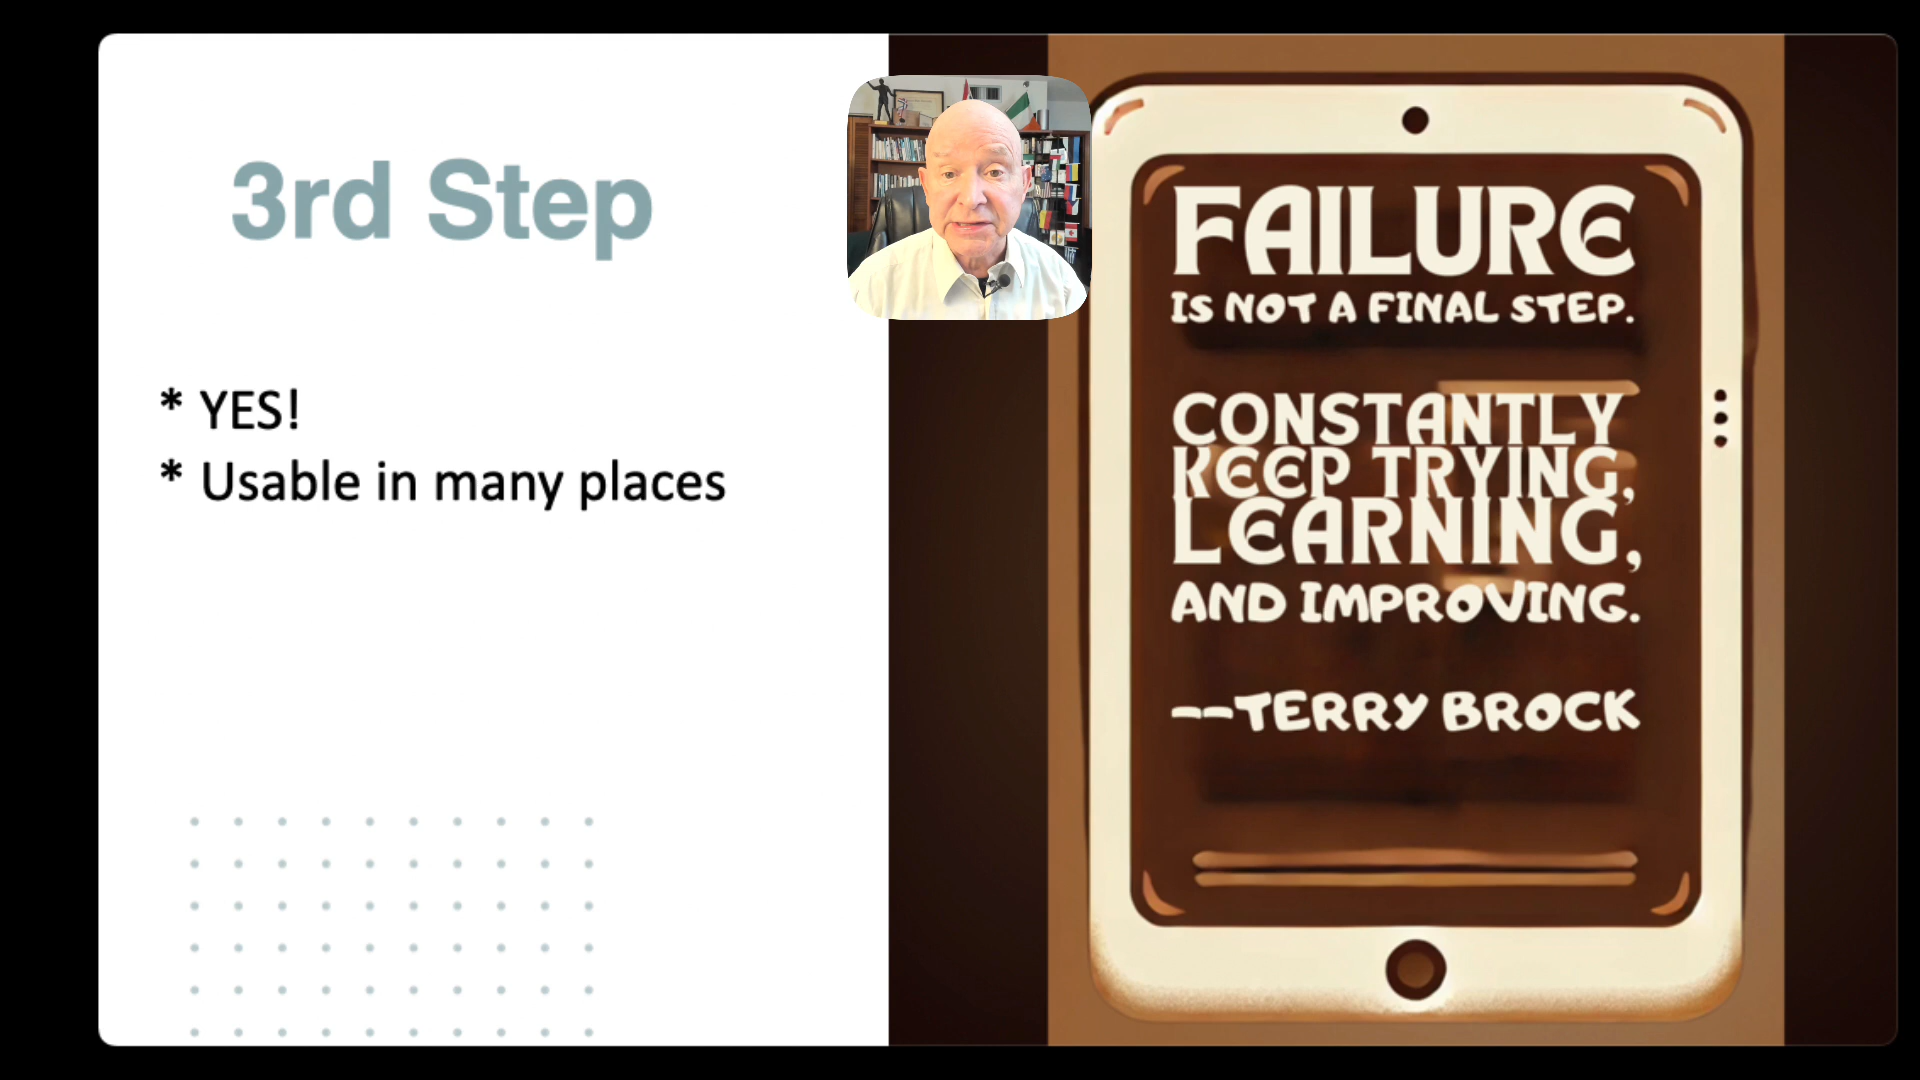 3rd Step
* YES!
* Usable in many places
FAILURE
IS NOT A FINAL STEP.
CONSTANTLY
KEEP TRYING,
LEARNING,
AND IMPROVING.
--TERRY BROCK